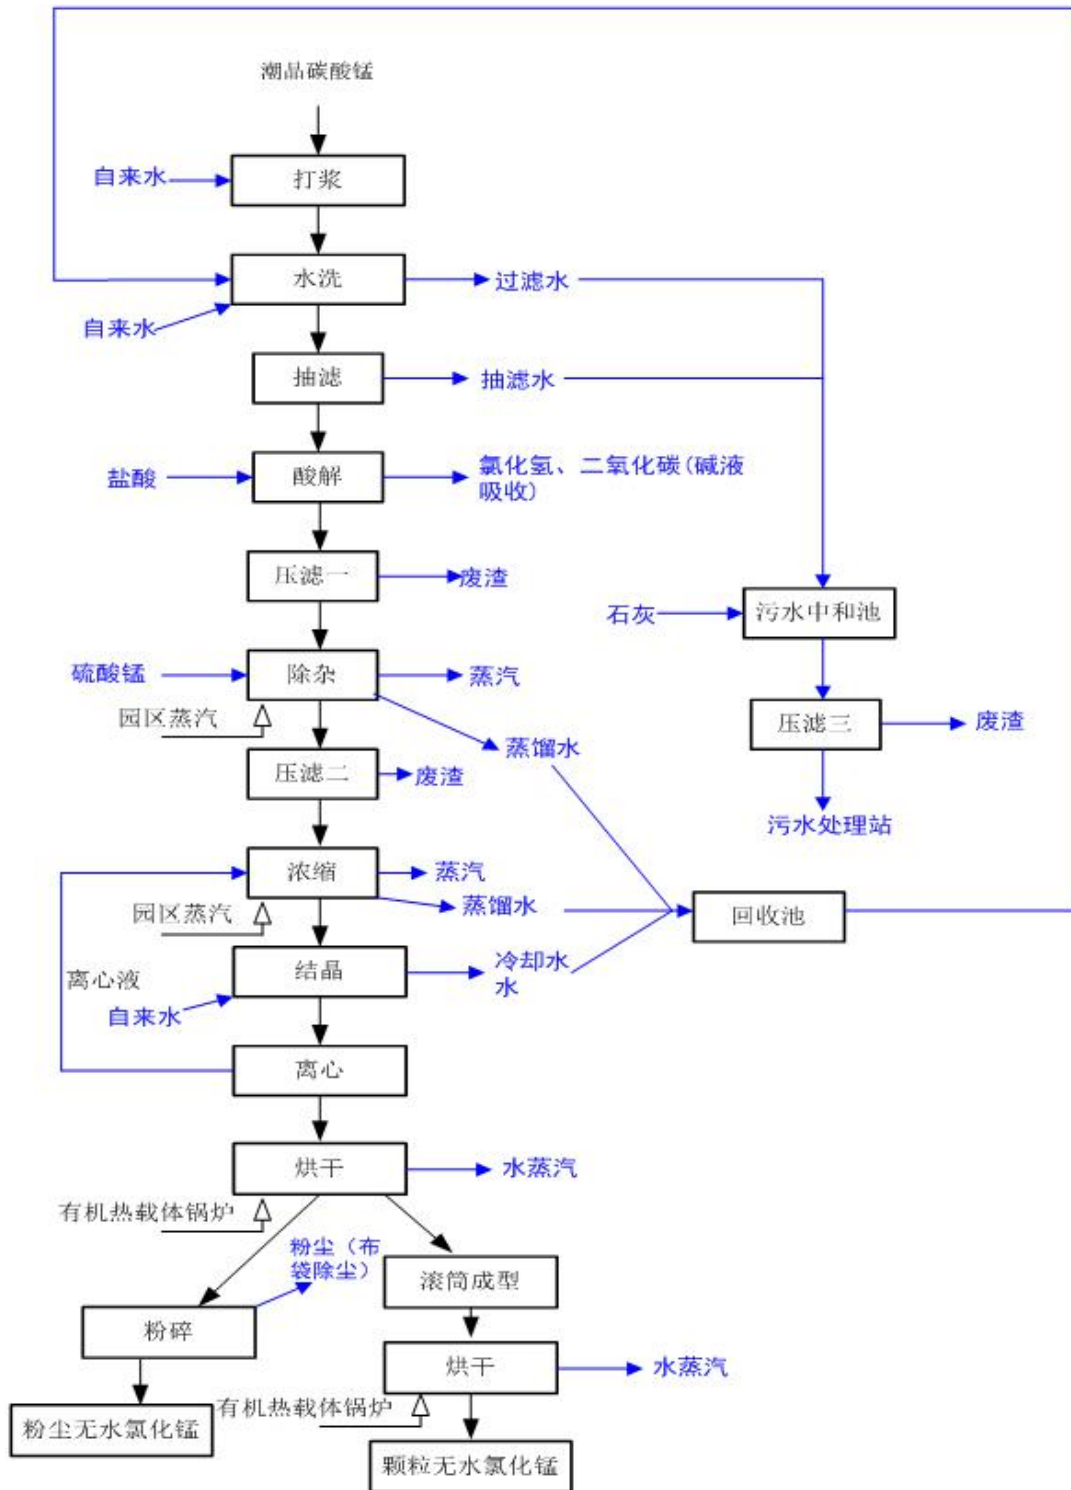 潮品碳酸锰
自来水
打浆
水洗
过滤水
自来水
抽滤
抽滤水
盐酸
酸解
氯化氢、二氧化碳(碱液
吸收)
压滤一
废渣
石灰
污水中和池
硫酸锰
除杂
蒸汽
园区蒸汽
蒸馏水
压滤三
废渣
压滤二
废渣
污水处理站
浓缩
蒸汽
园区蒸汽
蒸馏水
回收池
离心液
结晶
冷却水
水
自来水
离心
烘干
水蒸汽
有机热载体锅炉
粉尘（布
袋除尘）
滚筒成型
粉碎
烘干
水蒸汽
有机热载体锅炉
粉尘无水氯化锰
颗粒无水氯化锰